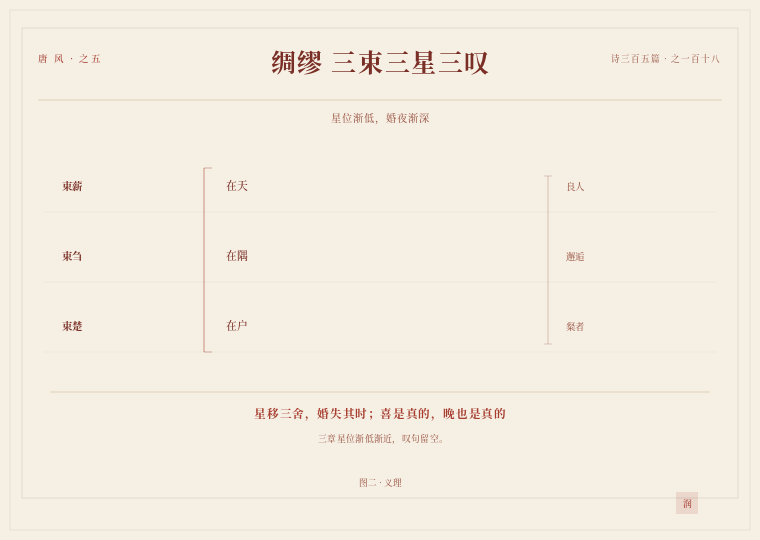 唐 风 · 之五
绸缪 三束三星三叹
诗三百五篇 · 之一百十八
星位渐低，婚夜渐深
束薪 在天 良人
束刍 在隅 邂逅
束楚 在户 粲者
星移三舍，婚失其时；喜是真的，晚也是真的
三章星位渐低渐近，叹句留空。
图二 · 义理
润